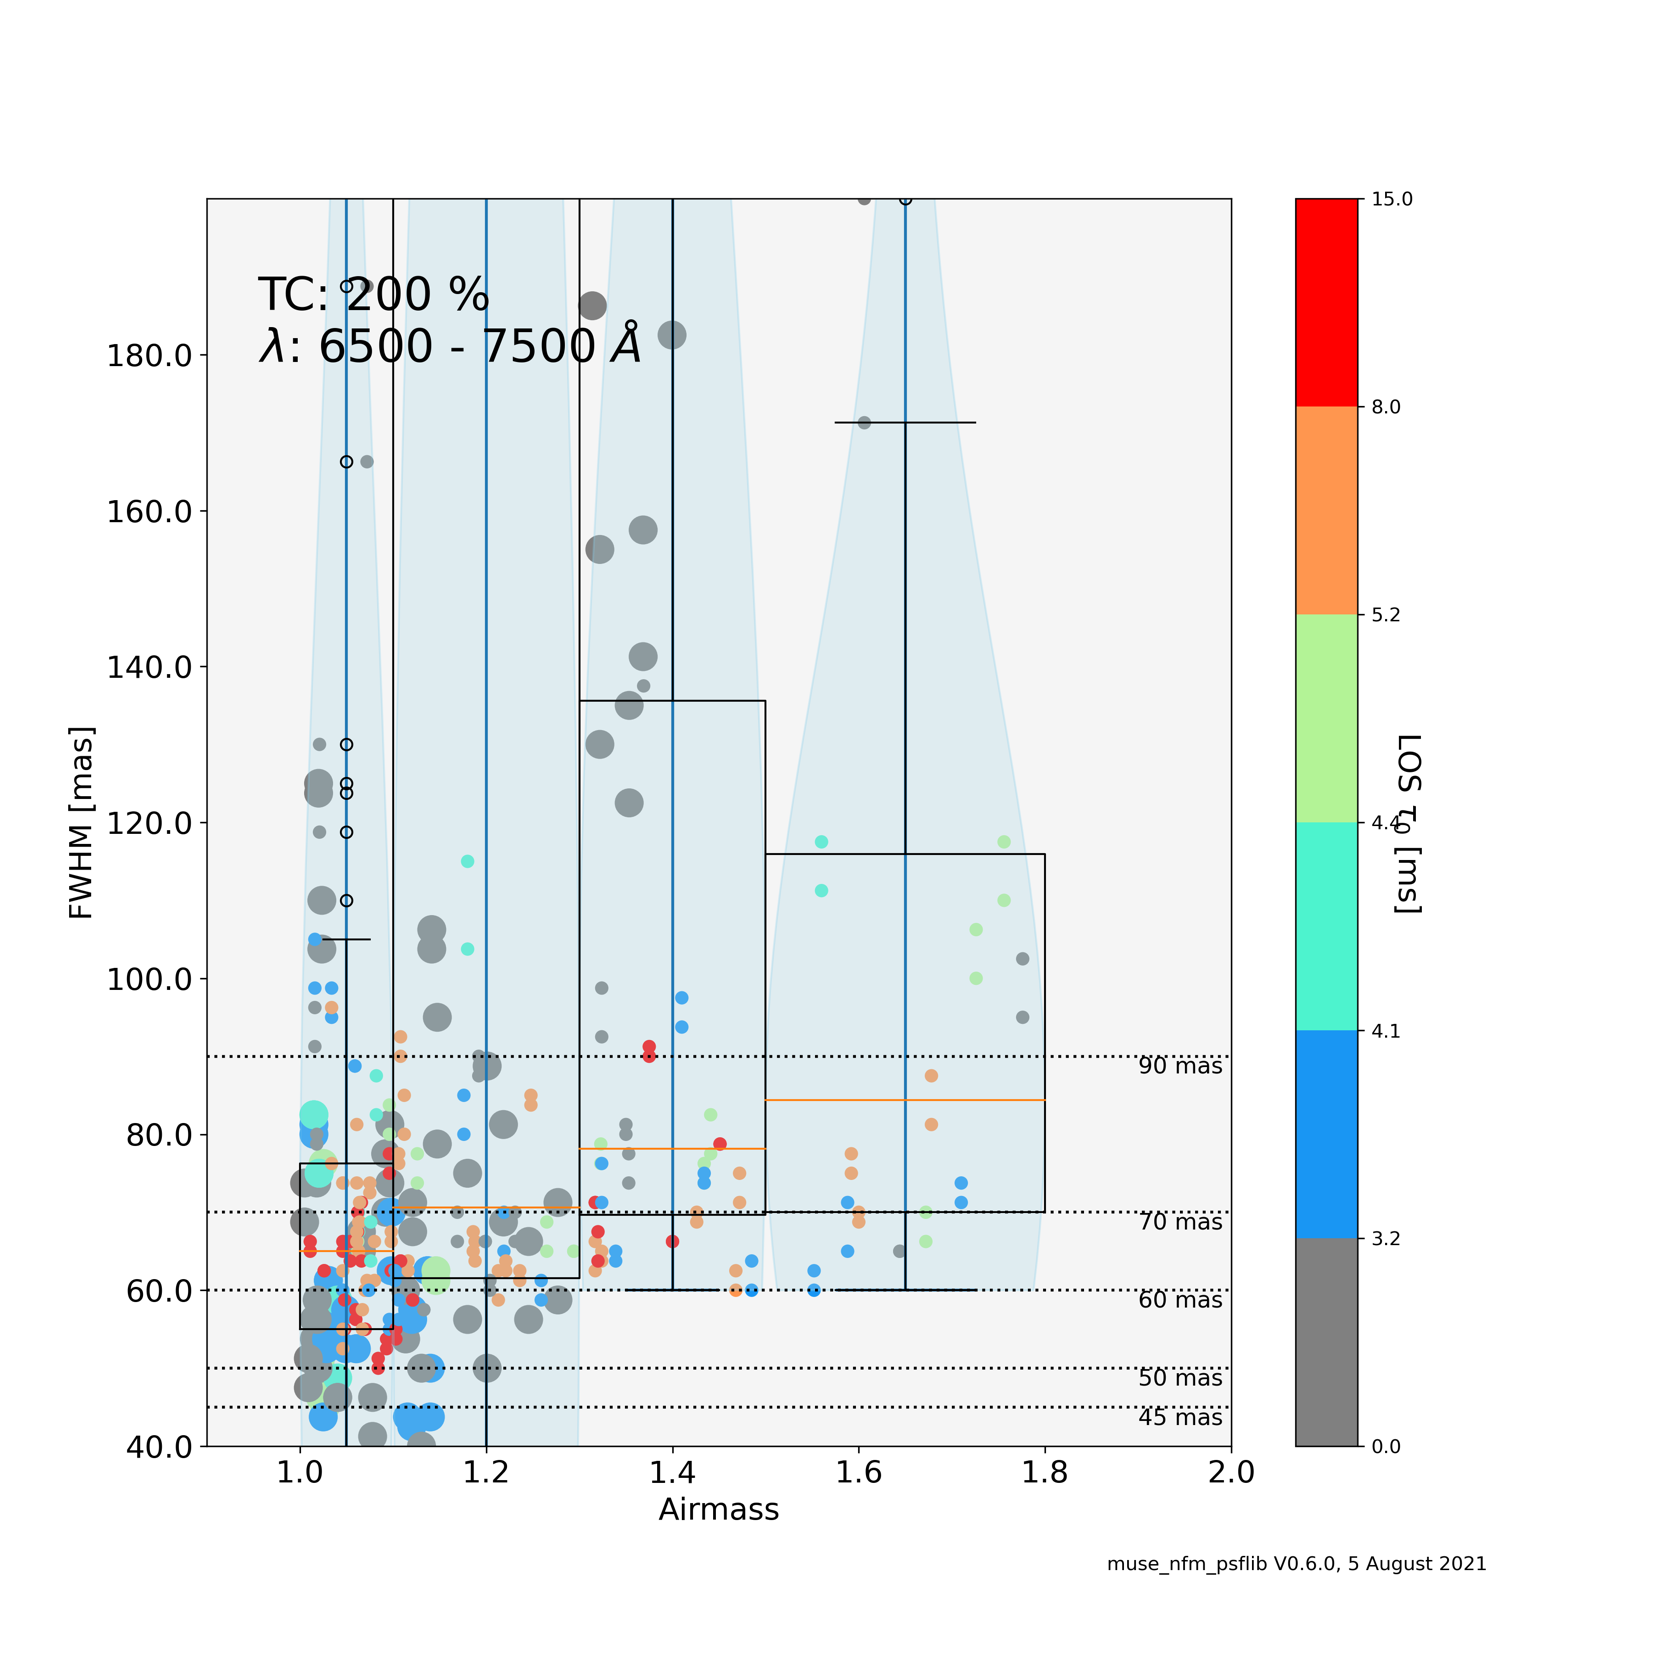 TC: 200 %
λ: 6500 - 7500 Å
FWHM [mas]
180.0
160.0
140.0
120.0
100.0
80.0
60.0
40.0
90 mas
70 mas
60 mas
50 mas
45 mas
1.0 1.2 1.4 1.6 1.8 2.0
Airmass
15.0
8.0
5.2
4.4
4.1
3.2
0.0
LOS τ₀ [ms]
muse_nfm_psflib V0.6.0, 5 August 2021